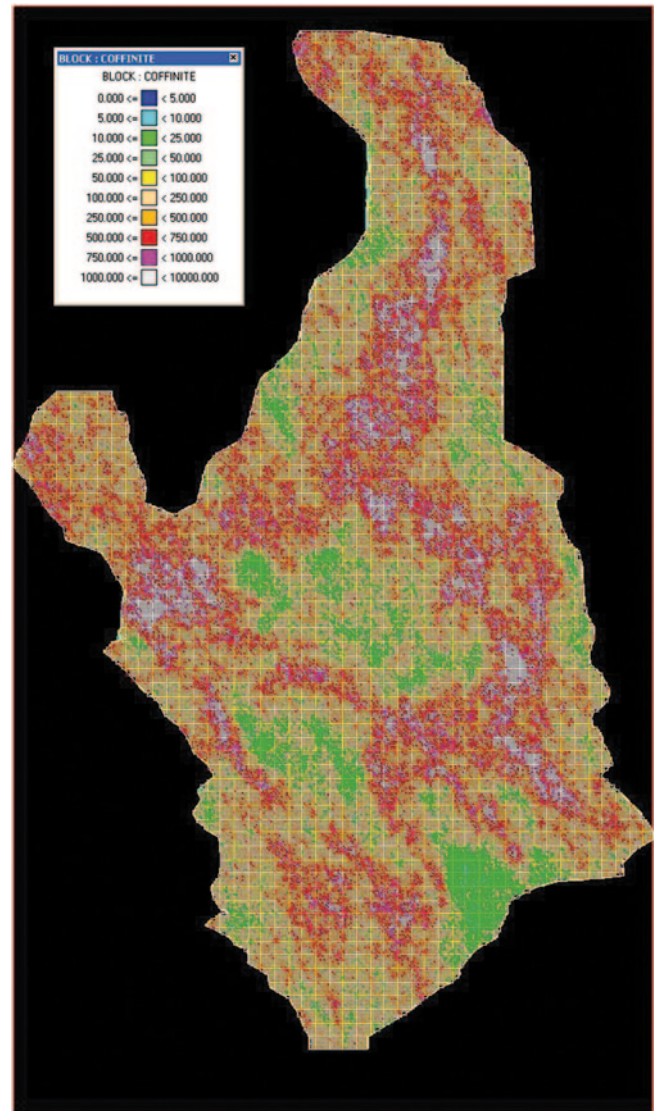 BLOCK : COFFINITE
BLOCK : COFFINITE
0.000 <= < 5.000
5.000 <= < 10.000
10.000 <= < 25.000
25.000 <= < 50.000
50.000 <= < 100.000
100.000 <= < 250.000
250.000 <= < 500.000
500.000 <= < 750.000
750.000 <= < 1000.000
1000.000 <= < 10000.000